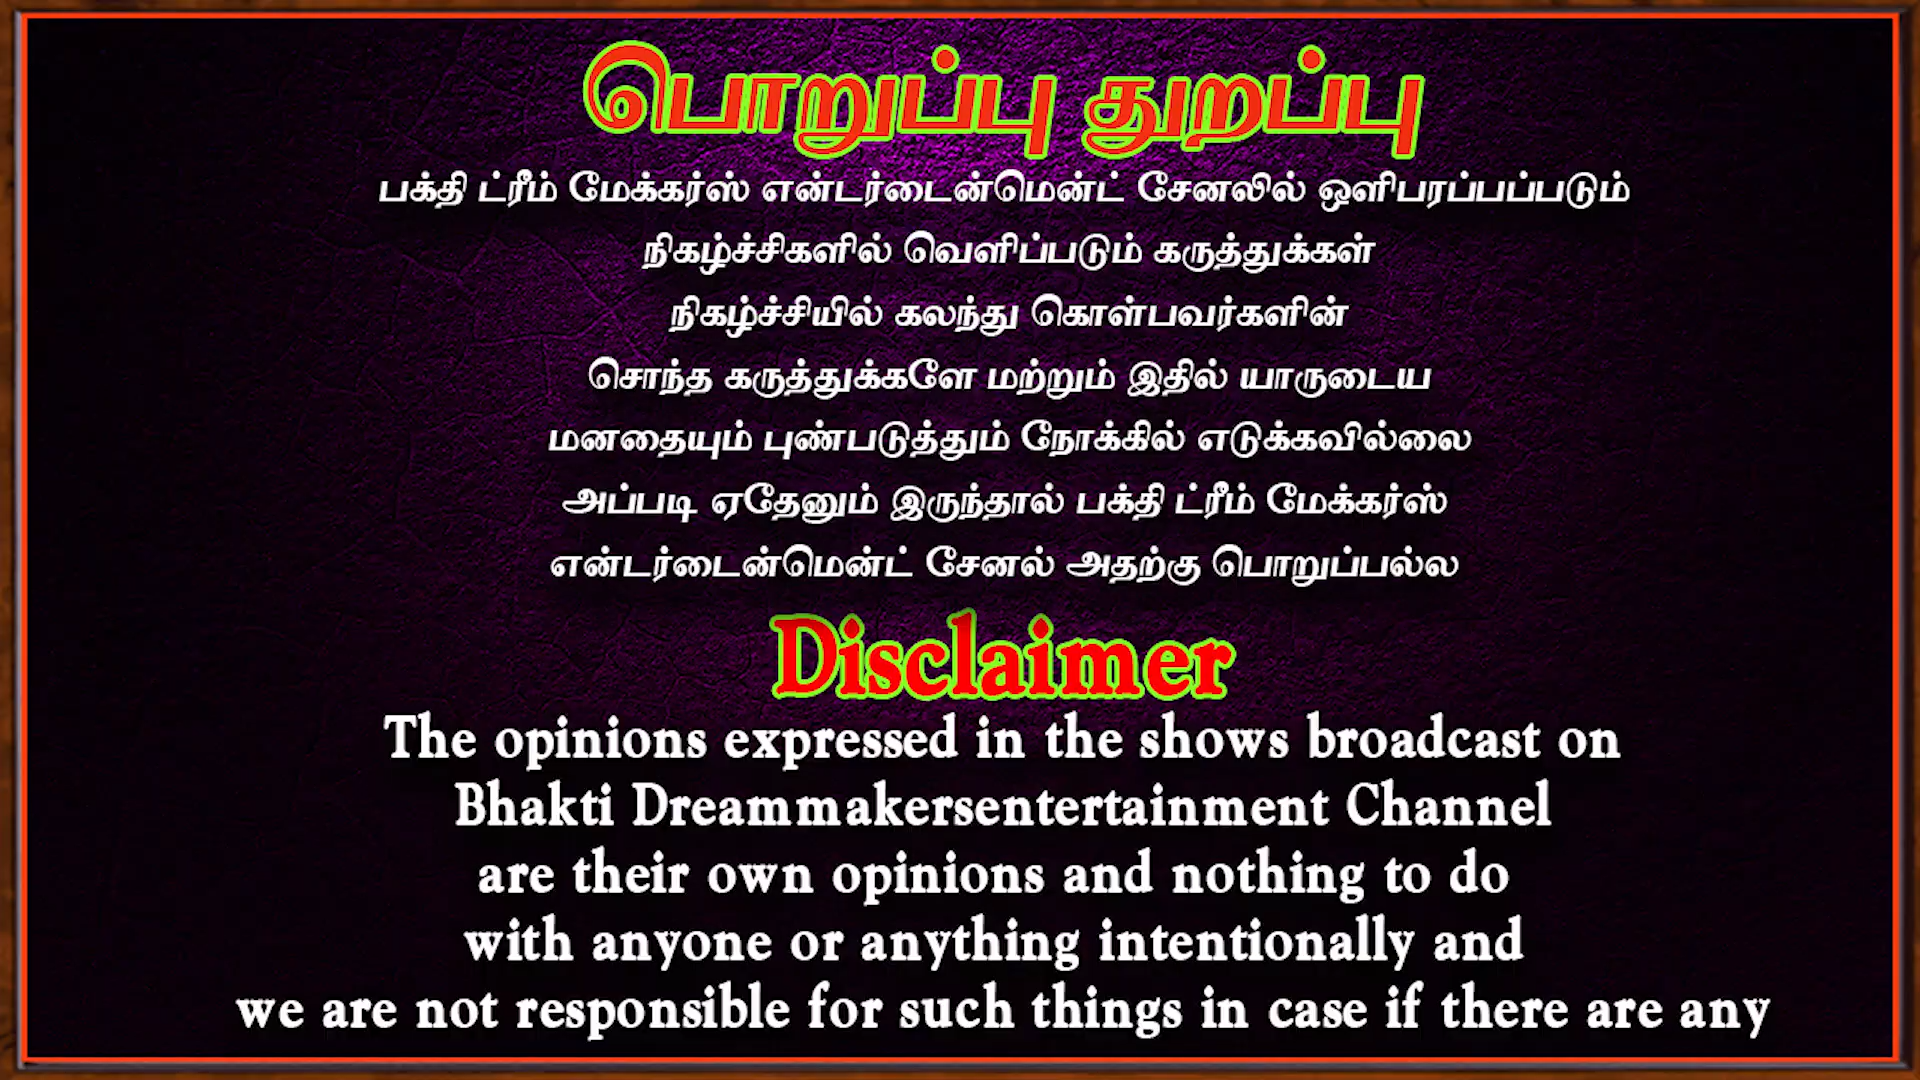 பொறுப்பு துறப்பு
பக்தி ட்ரீம் மேக்கர்ஸ் என்டர்டைன்மென்ட் சேனலில் ஒளிபரப்பப்படும்
நிகழ்ச்சிகளில் வெளிப்படும் கருத்துக்கள்
நிகழ்ச்சியில் கலந்து கொள்பவர்களின்
சொந்த கருத்துக்களே மற்றும் இதில் யாருடைய
மனதையும் புண்படுத்தும் நோக்கில் எடுக்கவில்லை
அப்படி ஏதேனும் இருந்தால் பக்தி ட்ரீம் மேக்கர்ஸ்
என்டர்டைன்மென்ட் சேனல் அதற்கு பொறுப்பல்ல
Disclaimer
The opinions expressed in the shows broadcast on
Bhakti Dreammakersentertainment Channel
are their own opinions and nothing to do
with anyone or anything intentionally and
we are not responsible for such things in case if there are any